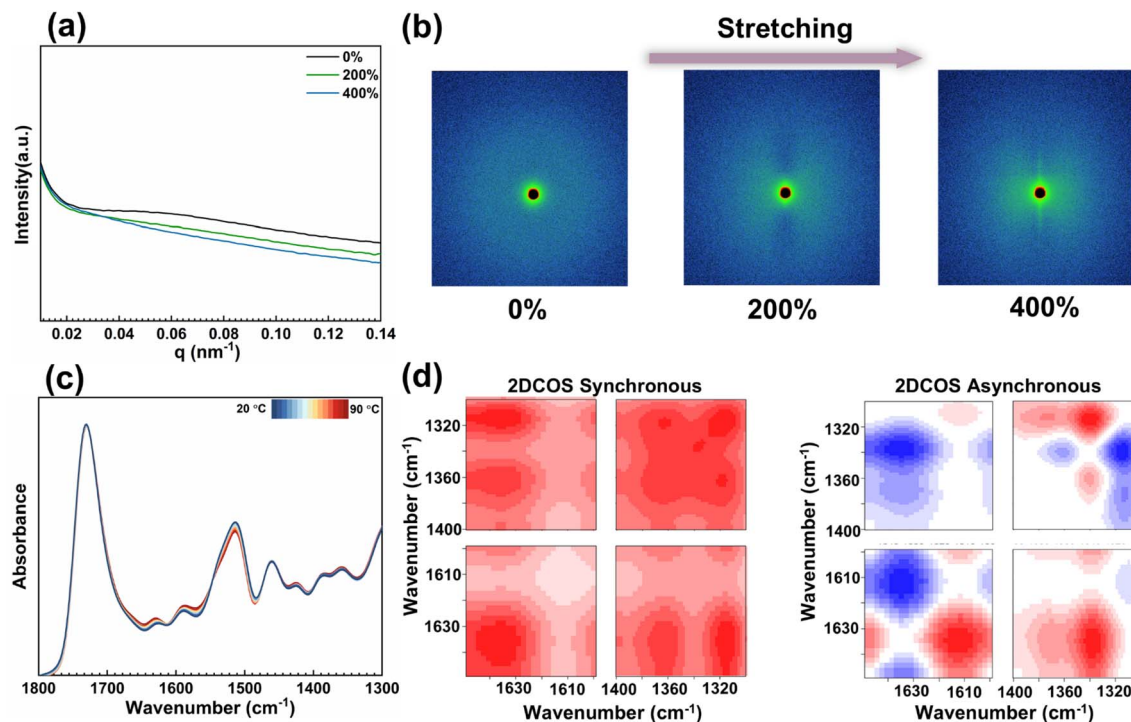 (a)
0%
200%
400%
Intensity(a.u.)
0.02 0.04 0.06 0.08 0.10 0.12 0.14
q (nm-1)
(b)
Stretching
0% 200% 400%
(c)
20 °C 90 °C
Absorbance
1800 1700 1600 1500 1400 1300
Wavenumber (cm-1)
(d)
2DCOS Synchronous
Wavenumber (cm-1)
1320
1360
1400
1610
1630
1630 1610 1400 1360 1320
Wavenumber (cm-1)
2DCOS Asynchronous
Wavenumber (cm-1)
1320
1360
1400
1610
1630
1630 1610 1400 1360 1320
Wavenumber (cm-1)